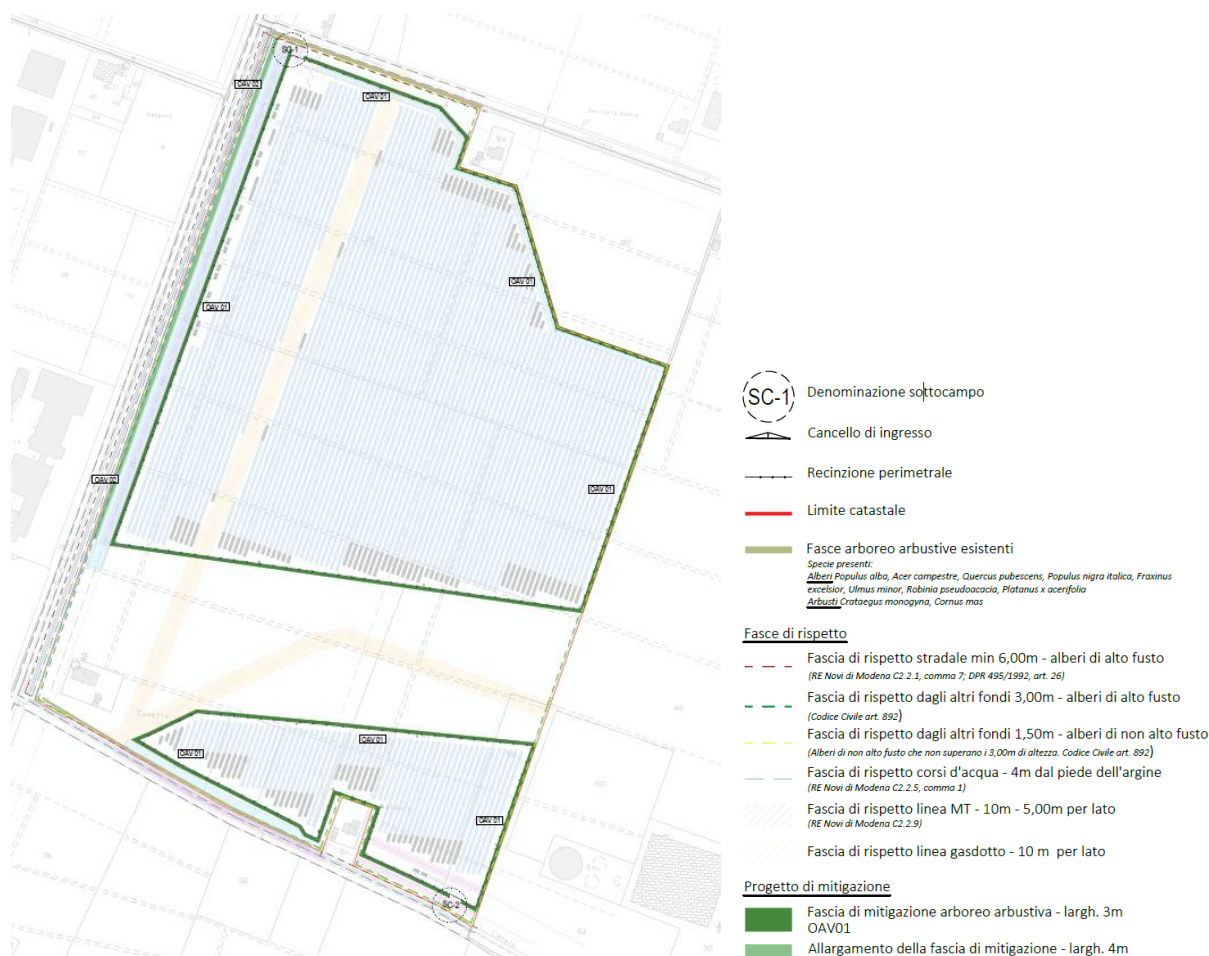 SC-1
OAV 02
OAV 01
OAV 01
OAV 01
OAV 02
OAV 01
OAV 01
OAV 01
OAV 01
SC-2
SC-1
Denominazione sottocampo
Cancello di ingresso
Recinzione perimetrale
Limite catastale
Fasce arboreo arbustive esistenti
Specie presenti:
Alberi Populus alba, Acer campestre, Quercus pubescens, Populus nigra italica, Fraxinus
excelsior, Ulmus minor, Robinia pseudoacacia, Platanus x acerifolia
Arbusti Crataegus monogyna, Cornus mas
Fasce di rispetto
Fascia di rispetto stradale min 6,00m - alberi di alto fusto
(RE Novi di Modena C2.2.1, comma 7; DPR 495/1992, art. 26)
Fascia di rispetto dagli altri fondi 3,00m - alberi di alto fusto
(Codice Civile art. 892)
Fascia di rispetto dagli altri fondi 1,50m - alberi di non alto fusto
(Alberi di non alto fusto che non superano i 3,00m di altezza. Codice Civile art. 892)
Fascia di rispetto corsi d'acqua - 4m dal piede dell'argine
(RE Novi di Modena C2.2.5, comma 1)
Fascia di rispetto linea MT - 10m - 5,00m per lato
(RE Novi di Modena C2.2.9)
Fascia di rispetto linea gasdotto - 10 m per lato
Progetto di mitigazione
Fascia di mitigazione arboreo arbustiva - largh. 3m
OAV01
Allargamento della fascia di mitigazione - largh. 4m